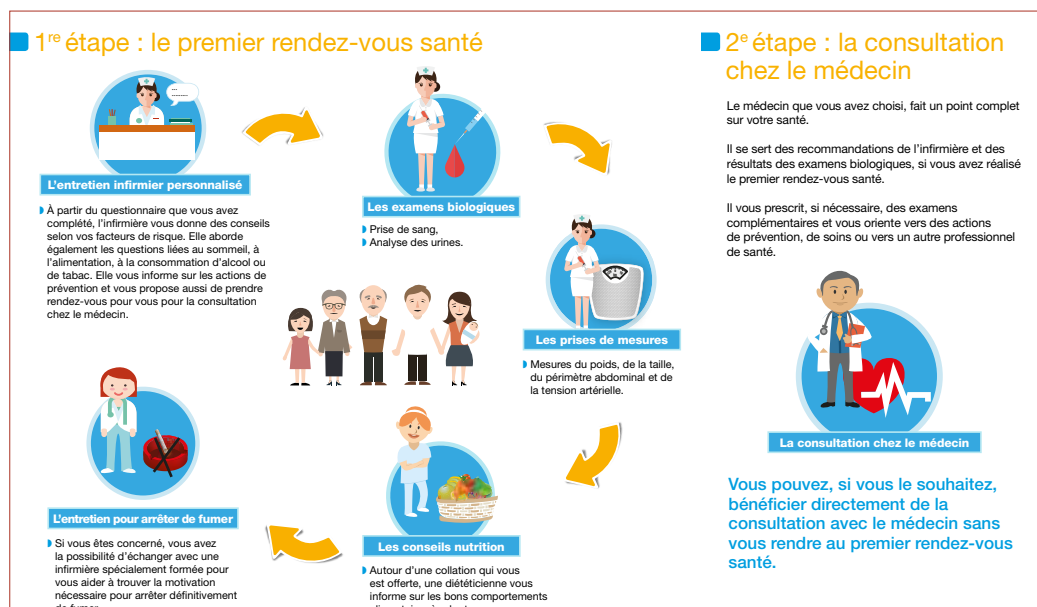 1re étape : le premier rendez-vous santé
L'entretien infirmier personnalisé
À partir du questionnaire que vous avez
complété, l'infirmière vous donne des conseils
selon vos facteurs de risque. Elle aborde
également les questions liées au sommeil, à
l'alimentation, à la consommation d'alcool ou
de tabac. Elle vous informe sur les actions de
prévention et vous propose aussi de prendre
rendez-vous pour vous pour la consultation
chez le médecin.
Les examens biologiques
Prise de sang,
Analyse des urines.
Les prises de mesures
Mesures du poids, de la taille,
du périmètre abdominal et de
la tension artérielle.
Les conseils nutrition
Autour d'une collation qui vous
est offerte, une diététicienne vous
informe sur les bons comportements
L'entretien pour arrêter de fumer
Si vous êtes concerné, vous avez
la possibilité d'échanger avec une
infirmière spécialement formée pour
vous aider à trouver la motivation
nécessaire pour arrêter définitivement
de fumer
2e étape : la consultation
chez le médecin
Le médecin que vous avez choisi, fait un point complet
sur votre santé.
Il se sert des recommandations de l'infirmière et des
résultats des examens biologiques, si vous avez réalisé
le premier rendez-vous santé.
Il vous prescrit, si nécessaire, des examens
complémentaires et vous oriente vers des actions
de prévention, de soins ou vers un autre professionnel
de santé.
La consultation chez le médecin
Vous pouvez, si vous le souhaitez,
bénéficier directement de la
consultation avec le médecin sans
vous rendre au premier rendez-vous
santé.